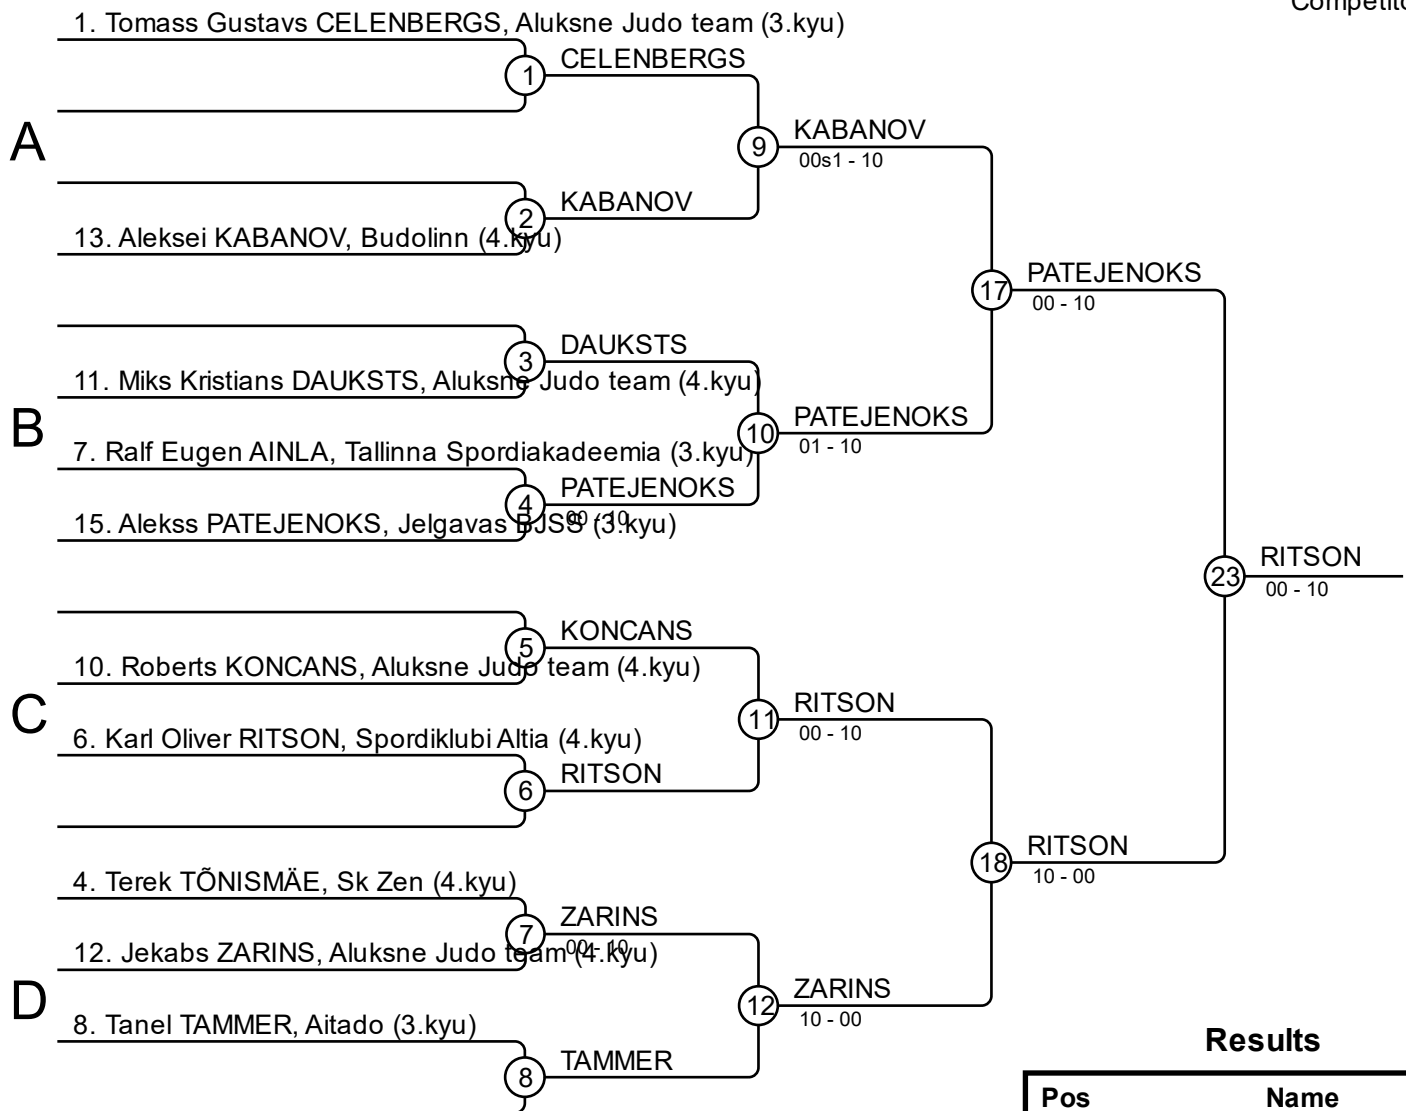 Competito
1. Tomass Gustavs CELENBERGS, Aluksne Judo team (3.kyu)
CELENBERGS
1
A
KABANOV
9
00s1 - 10
KABANOV
2
13. Aleksei KABANOV, Budolinn (4.kyu)
PATEJENOKS
17
00 - 10
DAUKSTS
3
11. Miks Kristians DAUKSTS, Aluksne Judo team (4.kyu)
B
PATEJENOKS
10
01 - 10
7. Ralf Eugen AINLA, Tallinna Spordiakadeemia (3.kyu)
PATEJENOKS
4
00 - 10
15. Alekss PATEJENOKS, Jelgavas BJSS (3.kyu)
RITSON
23
00 - 10
KONCANS
5
10. Roberts KONCANS, Aluksne Judo team (4.kyu)
C
RITSON
11
00 - 10
6. Karl Oliver RITSON, Spordiklubi Altia (4.kyu)
RITSON
6
RITSON
18
10 - 00
4. Terek TÕNISMÄE, Sk Zen (4.kyu)
ZARINS
7
00 - 10
12. Jekabs ZARINS, Aluksne Judo team (4.kyu)
D
ZARINS
12
10 - 00
8. Tanel TAMMER, Aitado (3.kyu)
TAMMER
8
Results
Pos Name